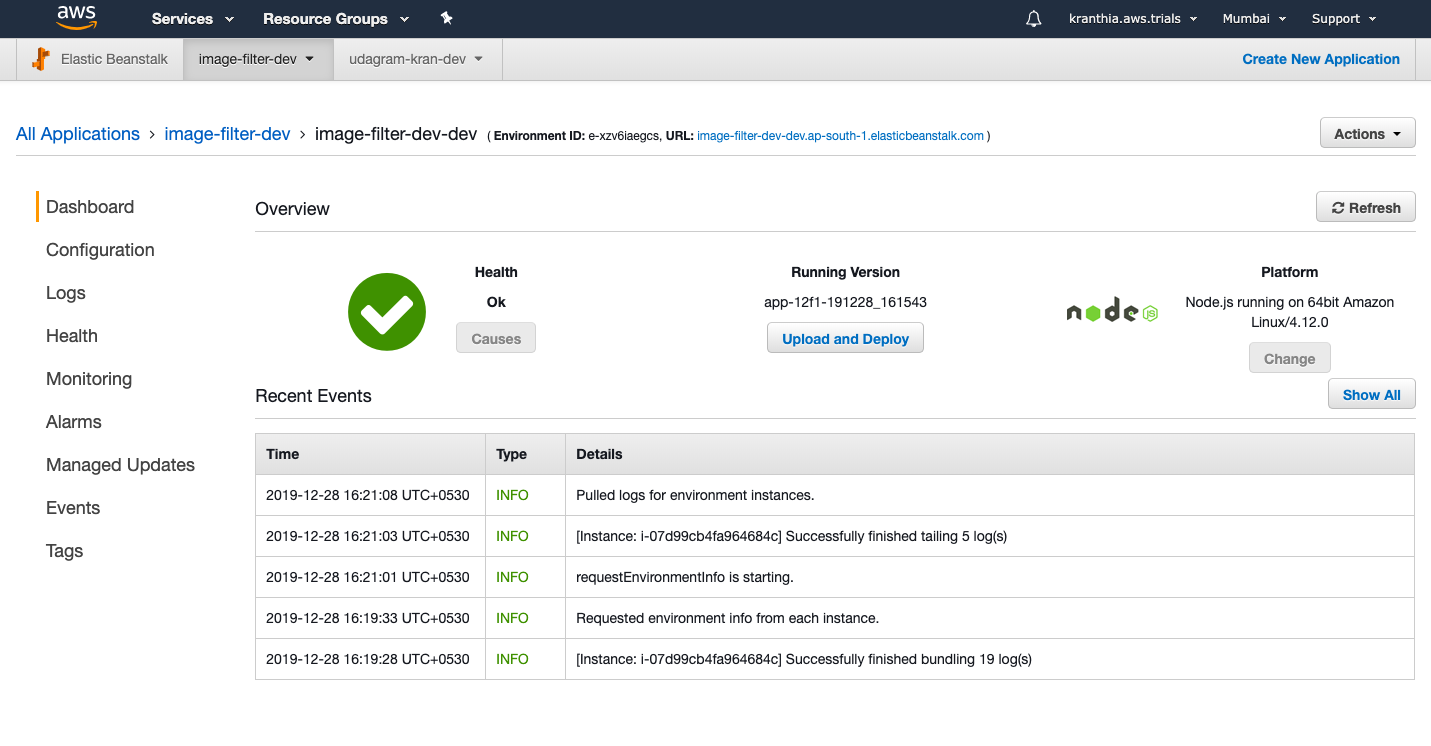 aws Services Resource Groups kranthia.aws.trials Mumbai Support
Elastic Beanstalk image-filter-dev udagram-kran-dev Create New Application
All Applications › image-filter-dev › image-filter-dev-dev ( Environment ID: e-xzv6iaegcs, URL: image-filter-dev-dev.ap-south-1.elasticbeanstalk.com ) Actions
Dashboard
Configuration
Logs
Health
Monitoring
Alarms
Managed Updates
Events
Tags
Overview Refresh
Health
Ok
Causes
Running Version
app-12f1-191228_161543
Upload and Deploy
node JS
Platform
Node.js running on 64bit Amazon
Linux/4.12.0
Change
Recent Events Show All
Time Type Details
2019-12-28 16:21:08 UTC+0530 INFO Pulled logs for environment instances.
2019-12-28 16:21:03 UTC+0530 INFO [Instance: i-07d99cb4fa964684c] Successfully finished tailing 5 log(s)
2019-12-28 16:21:01 UTC+0530 INFO requestEnvironmentInfo is starting.
2019-12-28 16:19:33 UTC+0530 INFO Requested environment info from each instance.
2019-12-28 16:19:28 UTC+0530 INFO [Instance: i-07d99cb4fa964684c] Successfully finished bundling 19 log(s)